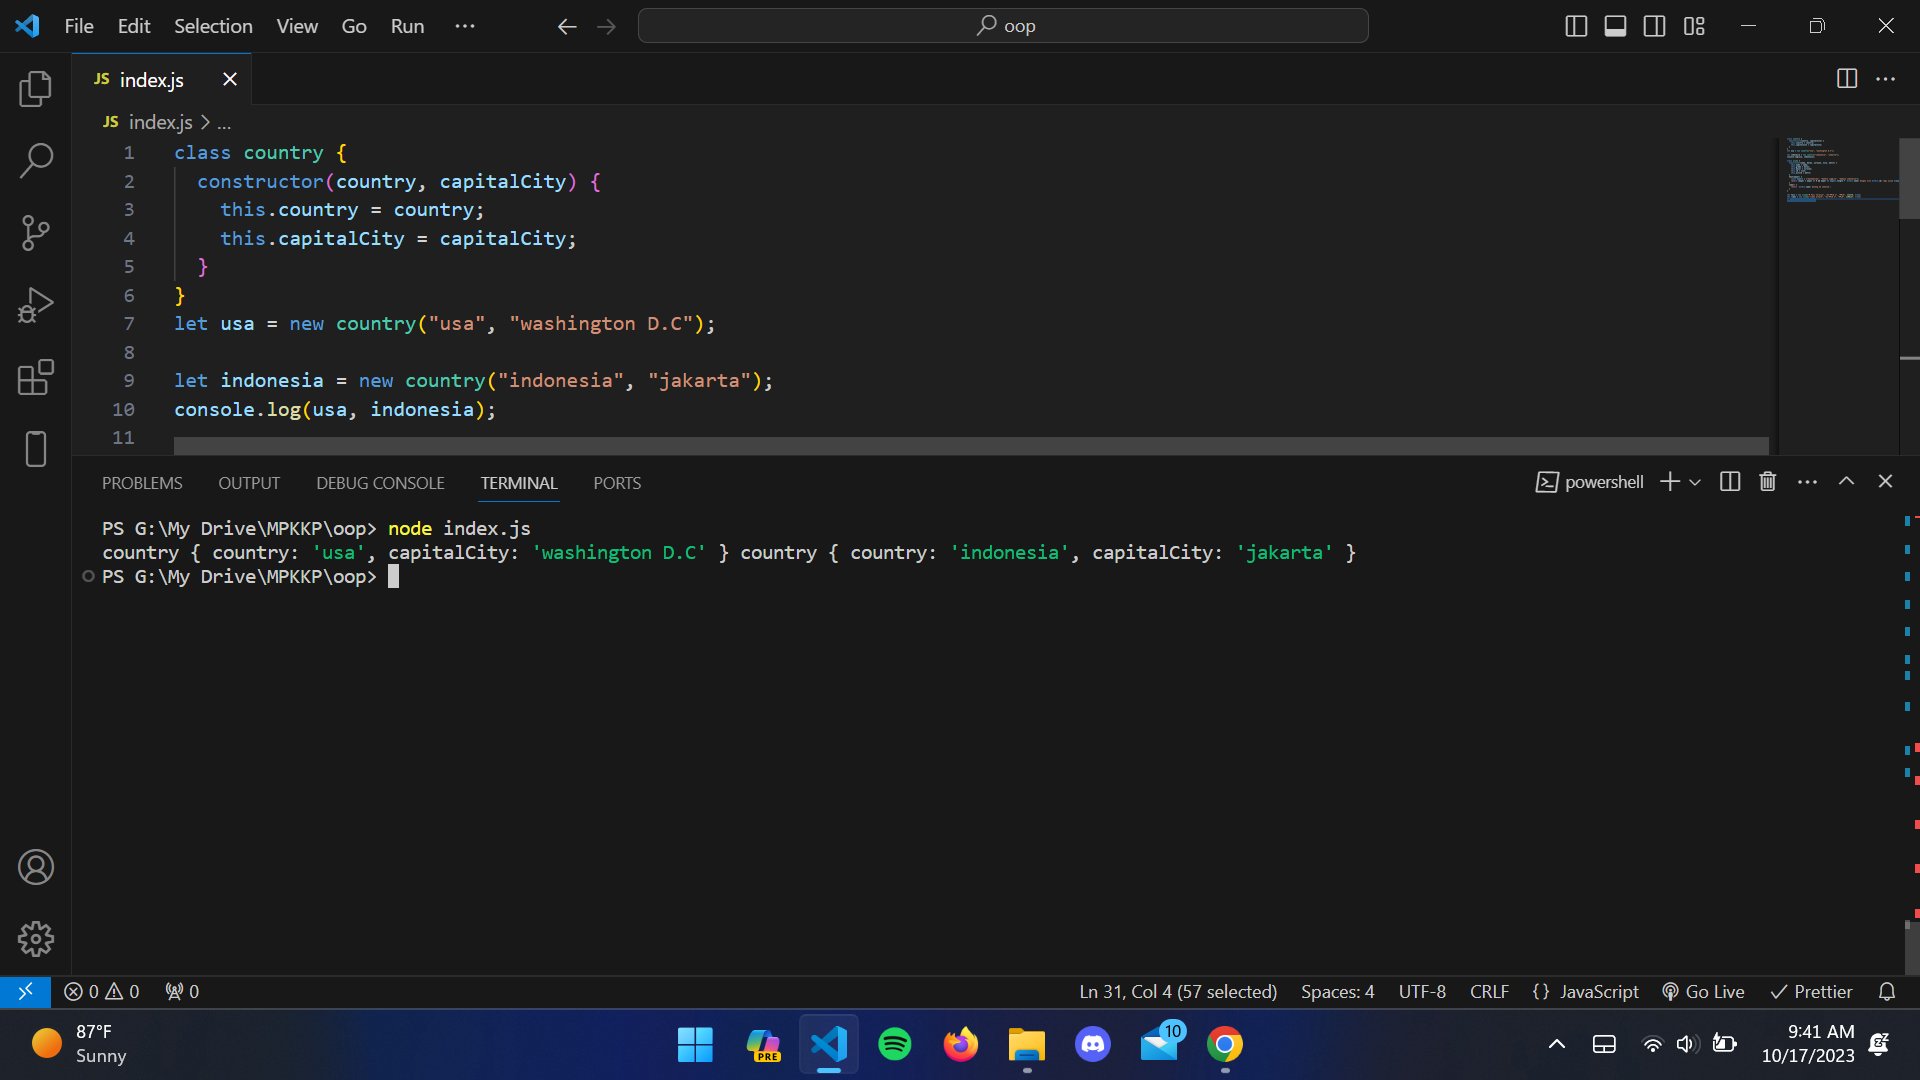 File Edit Selection View Go Run ··· oop
JS index.js
JS index.js > ...
1 class country {
2 constructor(country, capitalCity) {
3 this.country = country;
4 this.capitalCity = capitalCity;
5 }
6 }
7 let usa = new country("usa", "washington D.C");
8
9 let indonesia = new country("indonesia", "jakarta");
10 console.log(usa, indonesia);
11
PROBLEMS OUTPUT DEBUG CONSOLE TERMINAL PORTS powershell
PS G:\My Drive\MPKKP\oop> node index.js
country { country: 'usa', capitalCity: 'washington D.C' } country { country: 'indonesia', capitalCity: 'jakarta' }
PS G:\My Drive\MPKKP\oop>
0 0 0 Ln 31, Col 4 (57 selected) Spaces: 4 UTF-8 CRLF {} JavaScript Go Live Prettier
87°F
Sunny
PRE
10
9:41 AM
10/17/2023